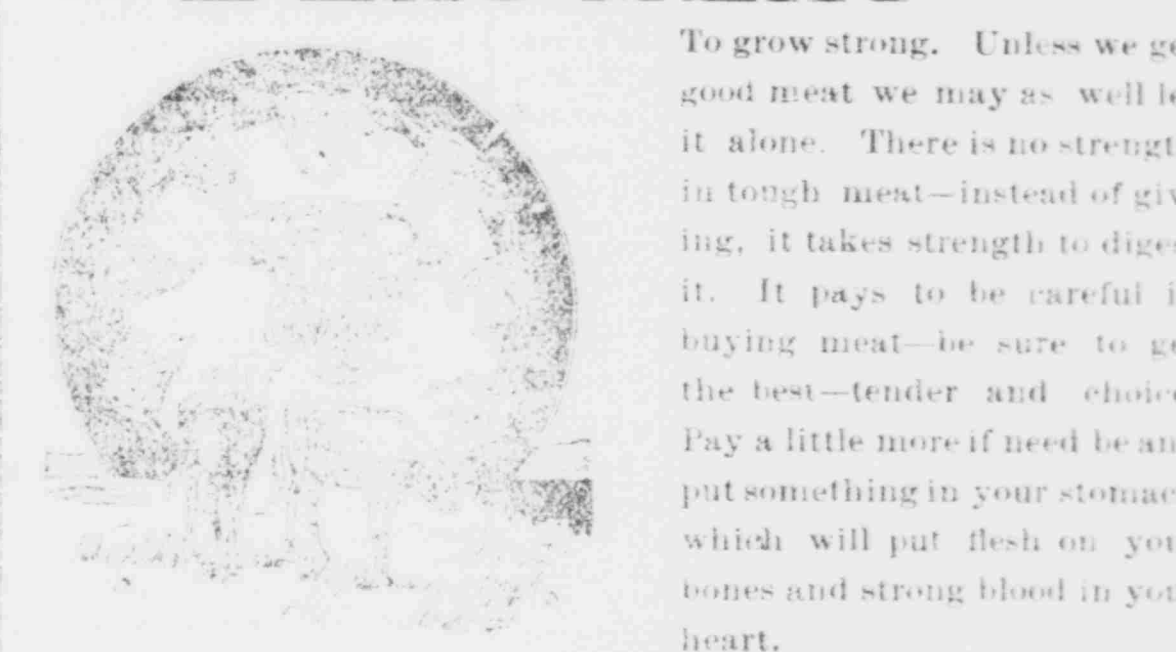 To grow strong. Unless we ge
good meat we may as well le
it alone. There is no strengt
in tough meat—instead of giv
ing, it takes strength to diges
it. It pays to be careful i
buying meat—be sure to ge
the best—tender and choice
Pay a little more if need be an
put something in your stomac
which will put flesh on you
bones and strong blood in you
heart.